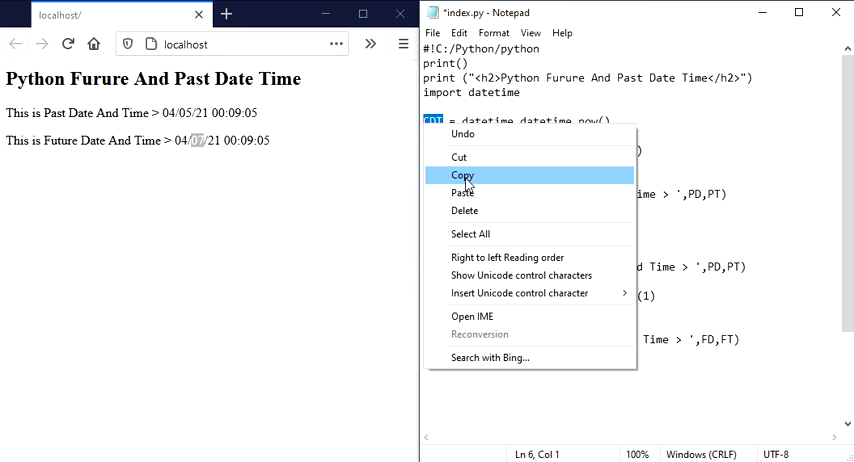 localhost/
localhost
Python Furure And Past Date Time
This is Past Date And Time > 04/05/21 00:09:05
This is Future Date And Time > 04/07/21 00:09:05
*index.py - Notepad
File Edit Format View Help
#!C:/Python/python
print()
print ("<h2>Python Furure And Past Date Time</h2>")
import datetime
CDT = datetime.datetime.now()
)
ime > ',PD,PT)
d Time > ',PD,PT)
(1)
Time > ',FD,FT)
Undo
Cut
Copy
Paste
Delete
Select All
Right to left Reading order
Show Unicode control characters
Insert Unicode control character
Open IME
Reconversion
Search with Bing...
Ln 6, Col 1 100% Windows (CRLF) UTF-8